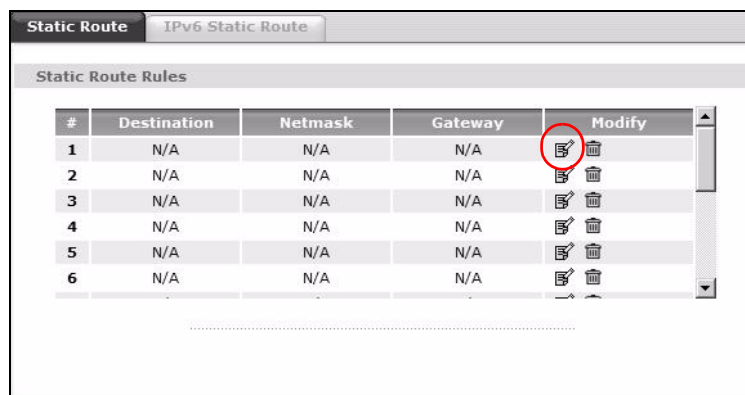 Static Route IPv6 Static Route
Static Route Rules
# Destination Netmask Gateway Modify
1 N/A N/A N/A
2 N/A N/A N/A
3 N/A N/A N/A
4 N/A N/A N/A
5 N/A N/A N/A
6 N/A N/A N/A